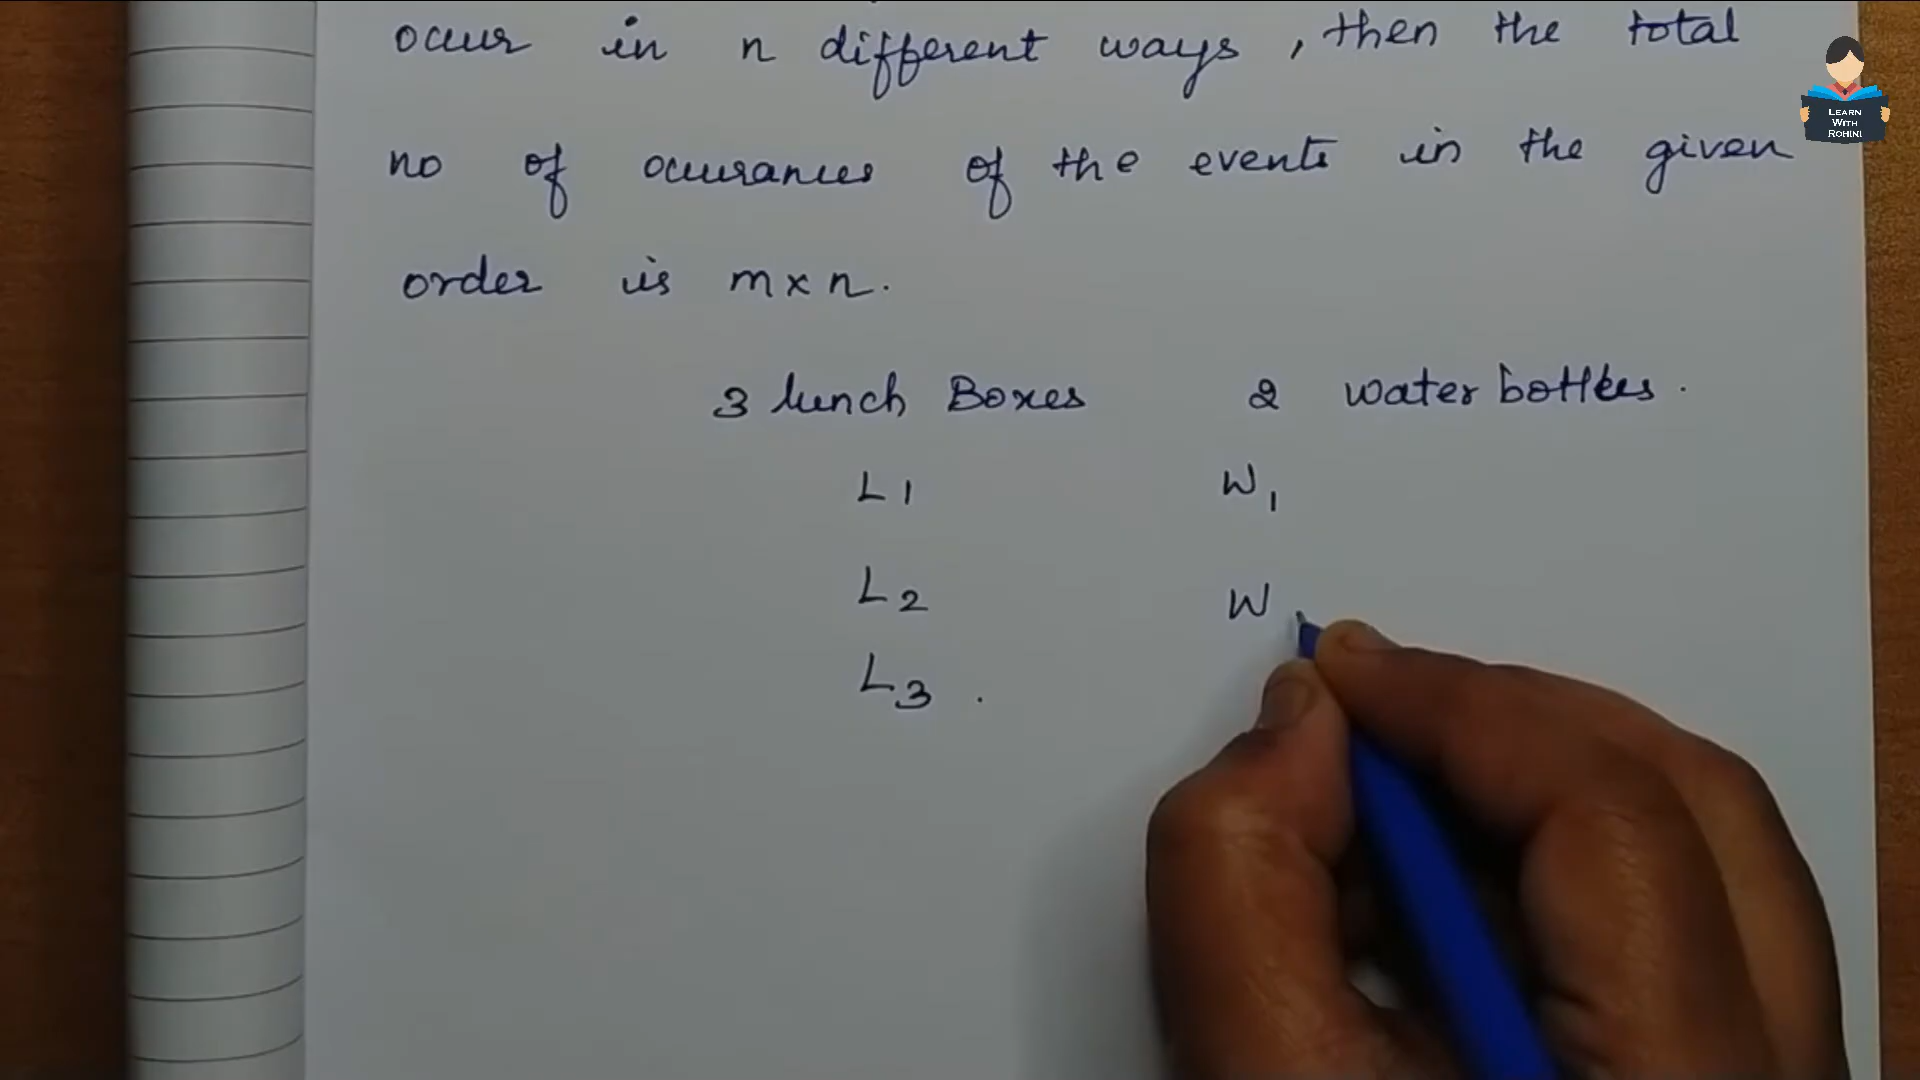 occur in n different ways, then the total
no of occurances of the events in the given
order is m x n.
3 lunch Boxes 2 water bottles.
L1 W1
L2 W
L3 .
LEARN
WITH
ROHINI